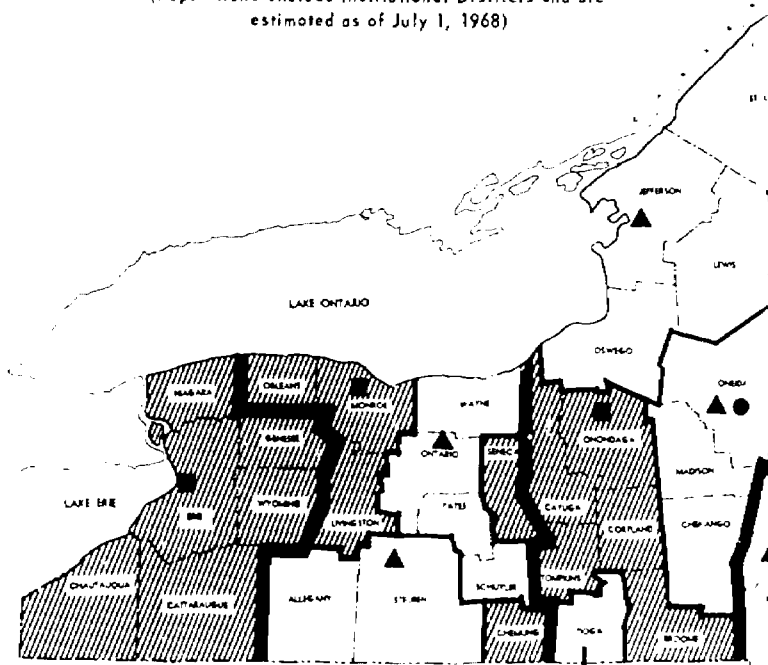 estimated as of July 1, 1968)
JEFFERSON
LEWIS
LAKE ONTARIO
OSWEGO
ONEIDA
NIAGARA
ORLEANS
MONROE
WAYNE
GENESEE
ONTARIO
SENECA
ONONDAGA
MADISON
LAKE ERIE
ERIE
WYOMING
LIVINGSTON
YATES
CAYUGA
CORTLAND
CHENANGO
CHAUTAUQUA
CATTARAUGUS
ALLEGANY
STEUBEN
SCHUYLER
TOMPKINS
CHEMUNG
TIOGA
BROOME